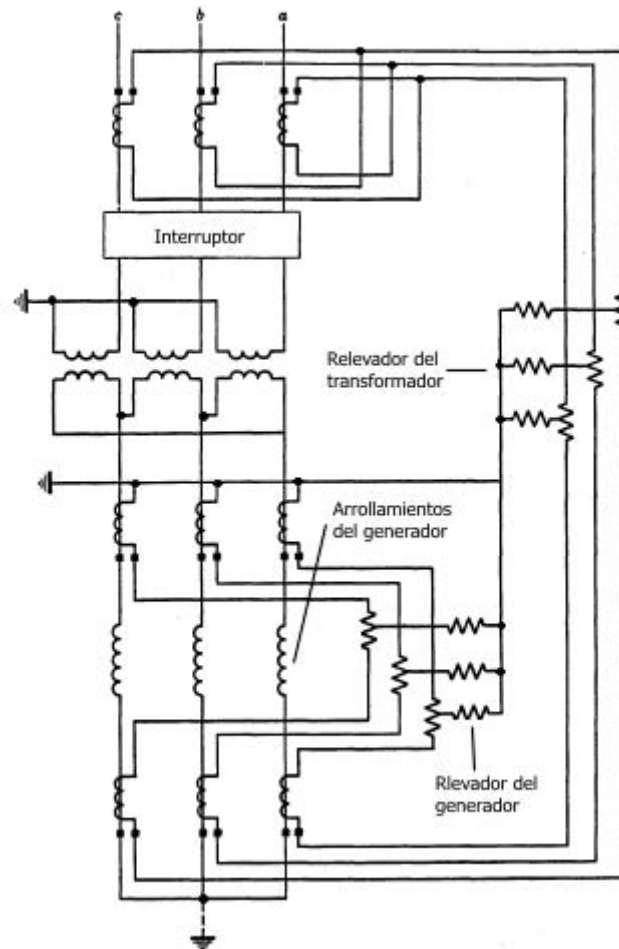 c b a
Interruptor
Relevador del
transformador
Arrollamientos
del generador
Rlevador del
generador